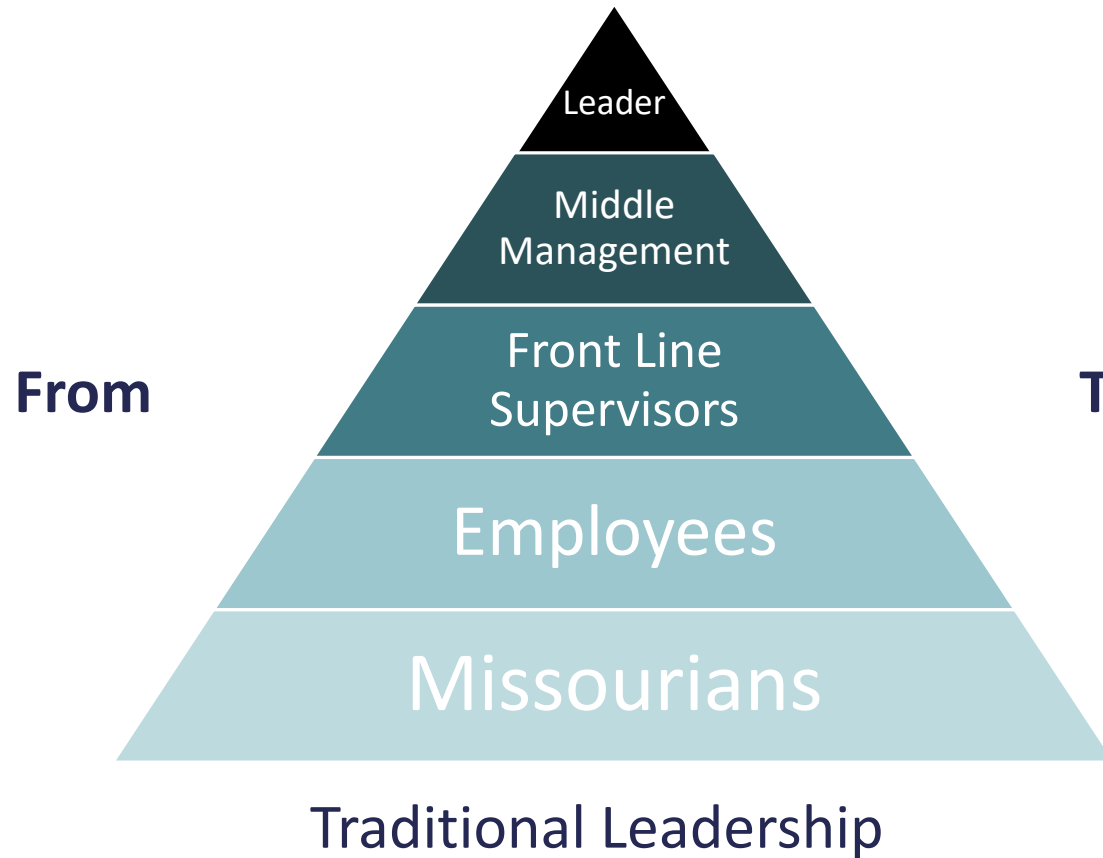 Leader
Middle
Management
Front Line
Supervisors
From
Employees
Missourians
Traditional Leadership